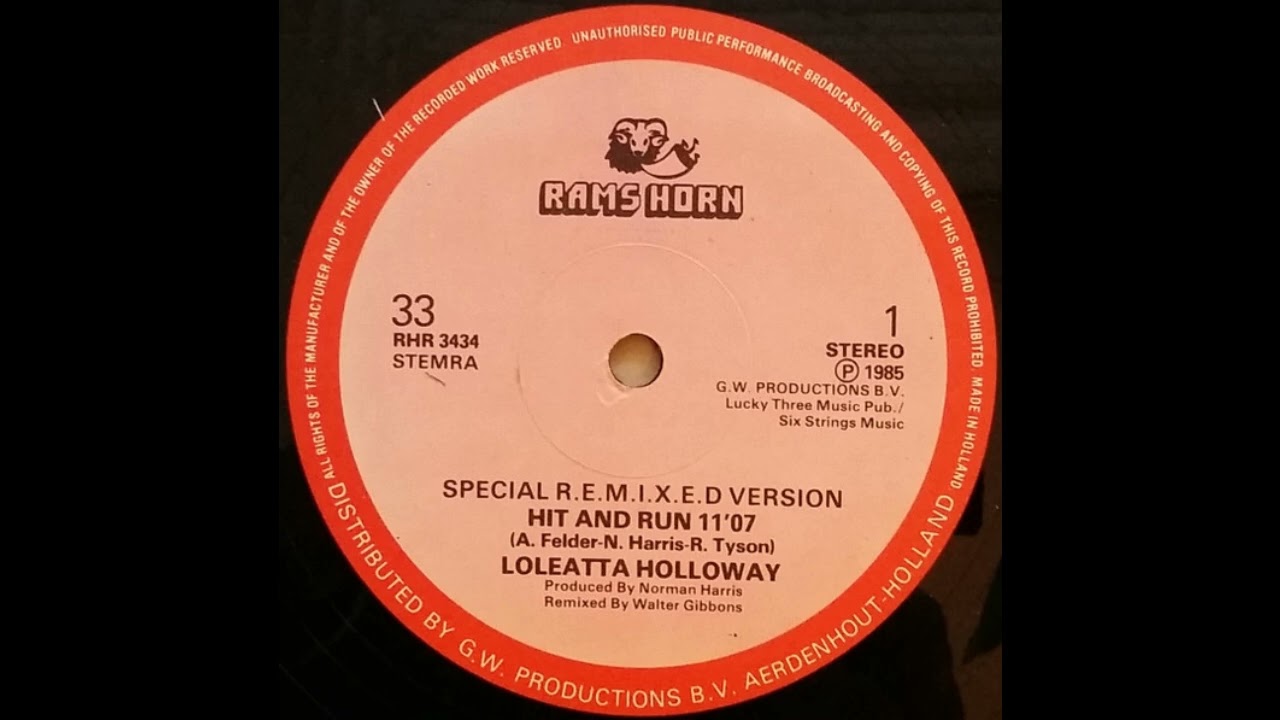 ALL RIGHTS OF THE MANUFACTURER AND OF THE OWNER OF THE RECORDED WORK RESERVED. UNAUTHORISED PUBLIC PERFORMANCE BROADCASTING AND COPYING OF THIS RECORD PROHIBITED. MADE IN HOLLAND
RAMS HORN
33
RHR 3434
STEMRA
1
STEREO
Ⓟ 1985
G.W. PRODUCTIONS B.V.
Lucky Three Music Pub./
Six Strings Music
SPECIAL R.E.M.I.X.E.D VERSION
HIT AND RUN 11'07
(A. Felder-N. Harris-R. Tyson)
LOLEATTA HOLLOWAY
Produced By Norman Harris
Remixed By Walter Gibbons
DISTRIBUTED BY G.W. PRODUCTIONS B.V. AERDENHOUT-HOLLAND